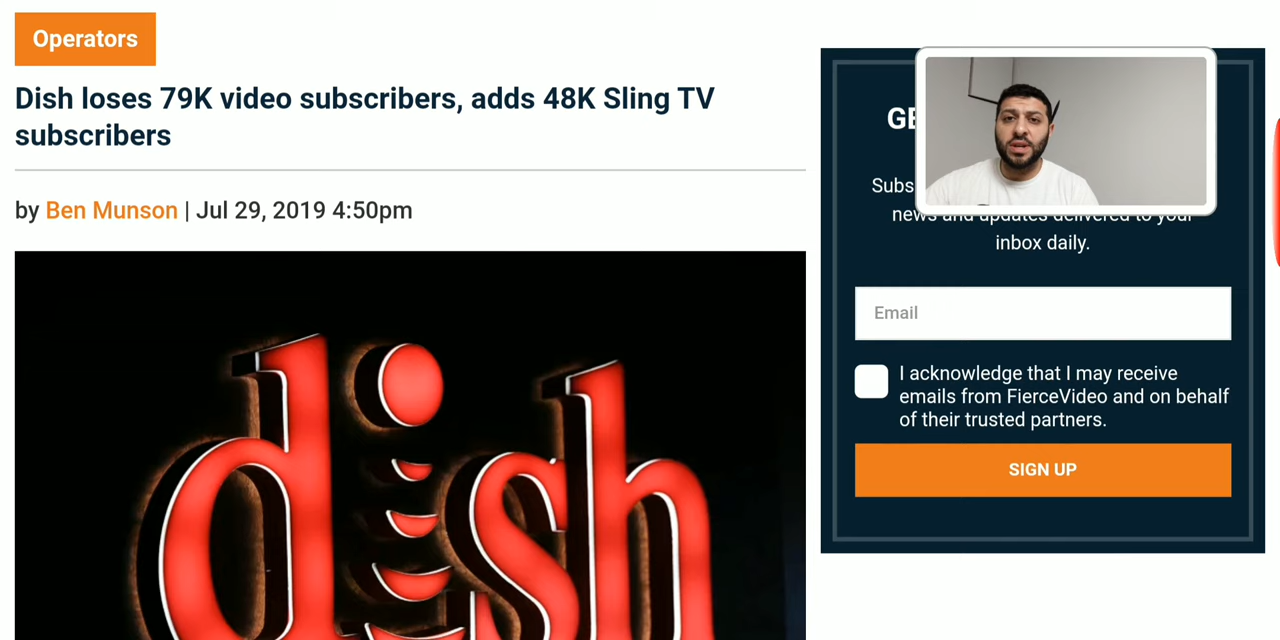 Operators
Dish loses 79K video subscribers, adds 48K Sling TV
subscribers
by Ben Munson | Jul 29, 2019 4:50pm
dish
Email
inbox daily.
I acknowledge that I may receive
emails from FierceVideo and on behalf
of their trusted partners.
SIGN UP